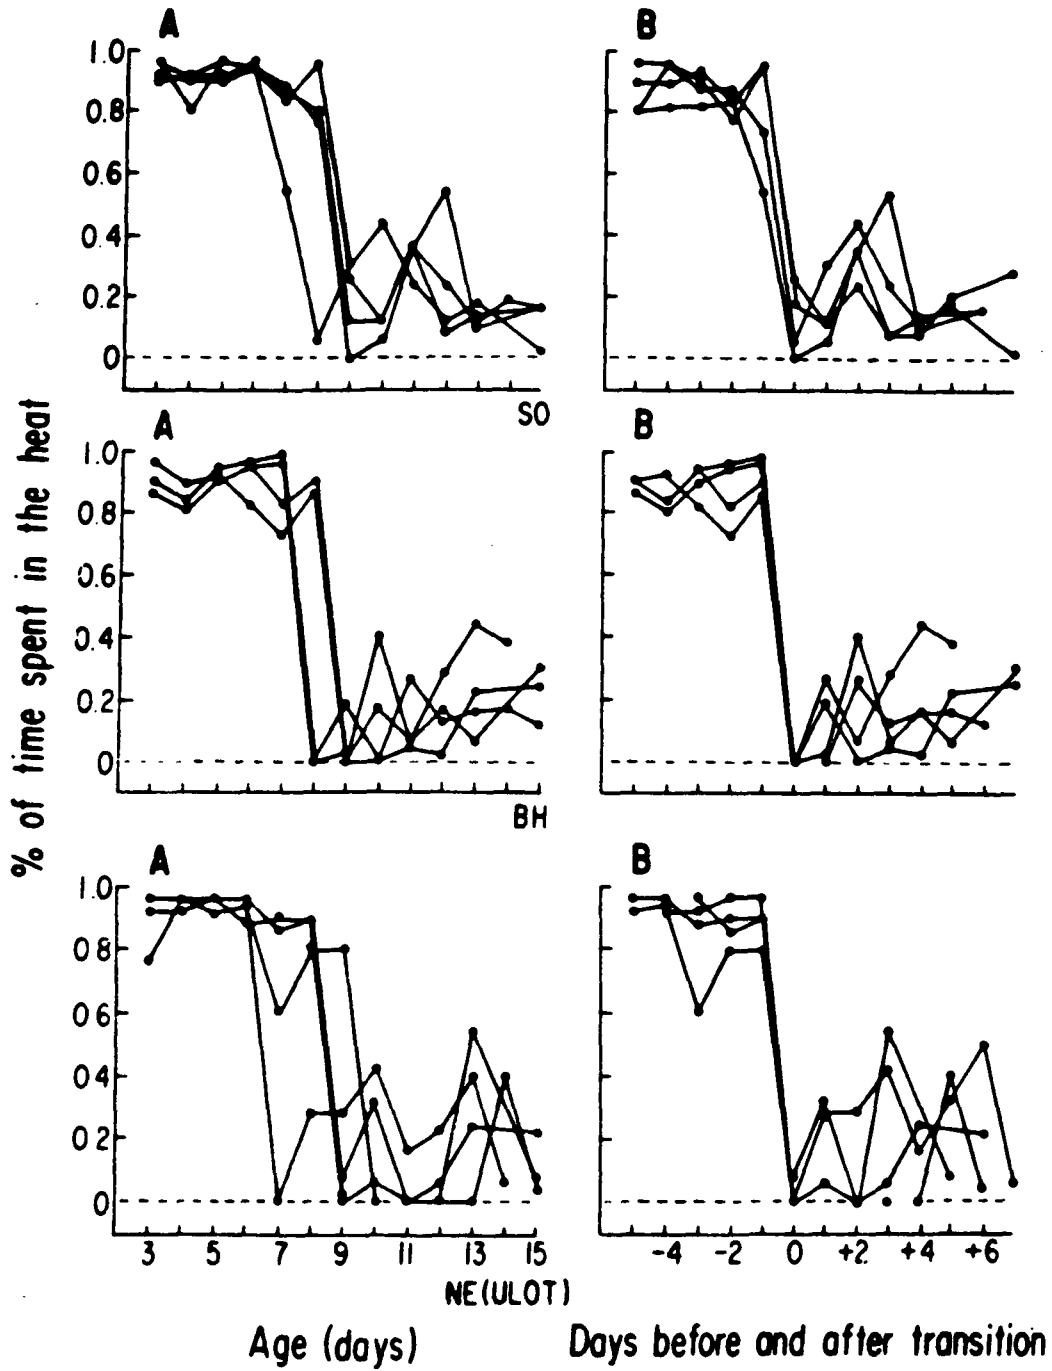 A B
1.0
0.8
0.6
0.4
0.2
0
SO
A B
1.0
0.8
0.6
0.4
0.2
0
BH
A B
1.0
0 8
0 6
0 4
0 2
0
3 5 7 9 11 13 15 -4 -2 0 +2 +4 +6
NE(ULOT)
Age (days) Days before and after transition
% of time spent in the heat